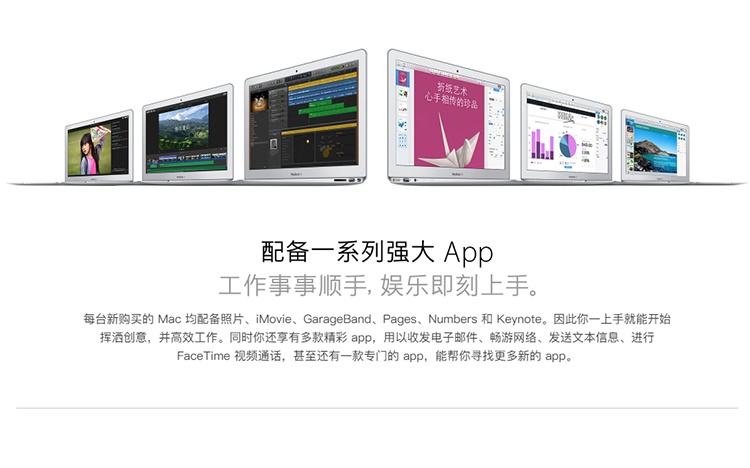 折纸艺术
心手相传的珍品
配备一系列强大 App
工作事事顺手, 娱乐即刻上手。
每台新购买的 Mac 均配备照片、iMovie、GarageBand、Pages、Numbers 和 Keynote。因此你一上手就能开始
挥洒创意，并高效工作。同时你还享有多款精彩 app，用以收发电子邮件、畅游网络、发送文本信息、进行
FaceTime 视频通话，甚至还有一款专门的 app，能帮你寻找更多新的 app。